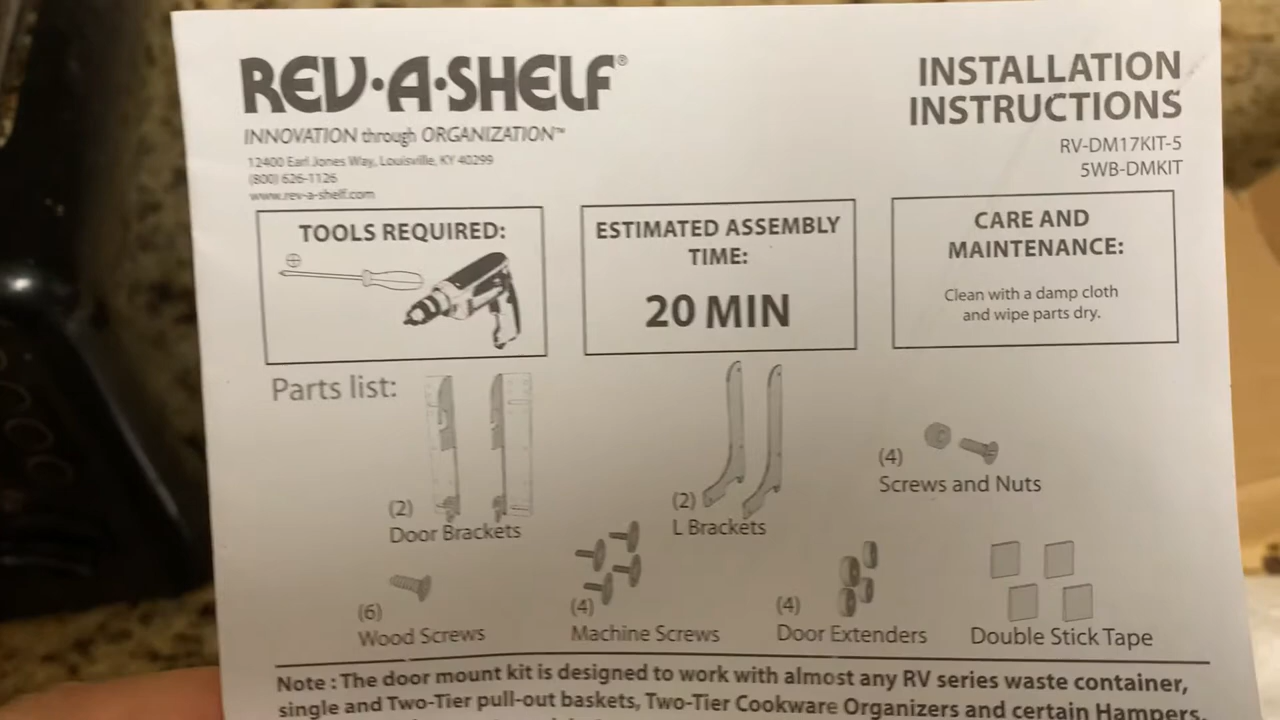 REV·A·SHELF®
INNOVATION through ORGANIZATION™
12400 Earl Jones Way, Louisville, KY 40299
(800) 626-1126
www.rev-a-shelf.com
INSTALLATION
INSTRUCTIONS
RV-DM17KIT-5
5WB-DMKIT
TOOLS REQUIRED:
ESTIMATED ASSEMBLY
TIME:
20 MIN
CARE AND
MAINTENANCE:
Clean with a damp cloth
and wipe parts dry.
Parts list:
(2)
Door Brackets
(2)
L Brackets
(4)
Screws and Nuts
(6)
Wood Screws
(4)
Machine Screws
(4)
Door Extenders
Double Stick Tape
Note : The door mount kit is designed to work with almost any RV series waste container,
single and Two-Tier pull-out baskets, Two-Tier Cookware Organizers and certain Hampers.